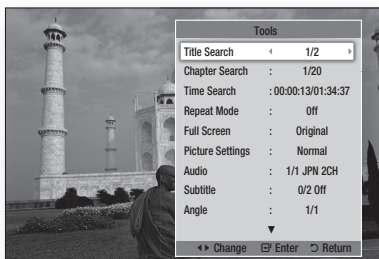 Tools
Title Search 1/2
Chapter Search : 1/20
Time Search : 00:00:13/01:34:37
Repeat Mode : Off
Full Screen : Original
Picture Settings : Normal
Audio : 1/1 JPN 2CH
Subtitle : 0/2 Off
Angle : 1/1
Change Enter Return